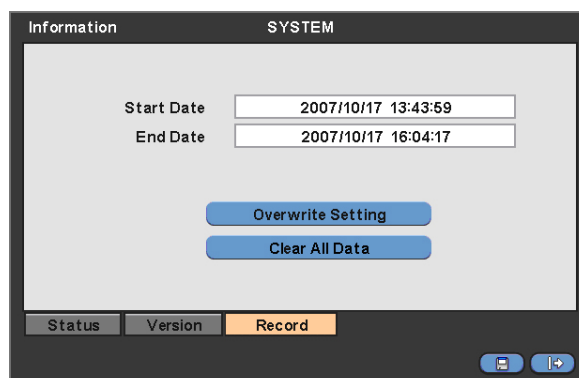 Information SYSTEM
Start Date 2007/10/17 13:43:59
End Date 2007/10/17 16:04:17
Overwrite Setting
Clear All Data
Status Version Record